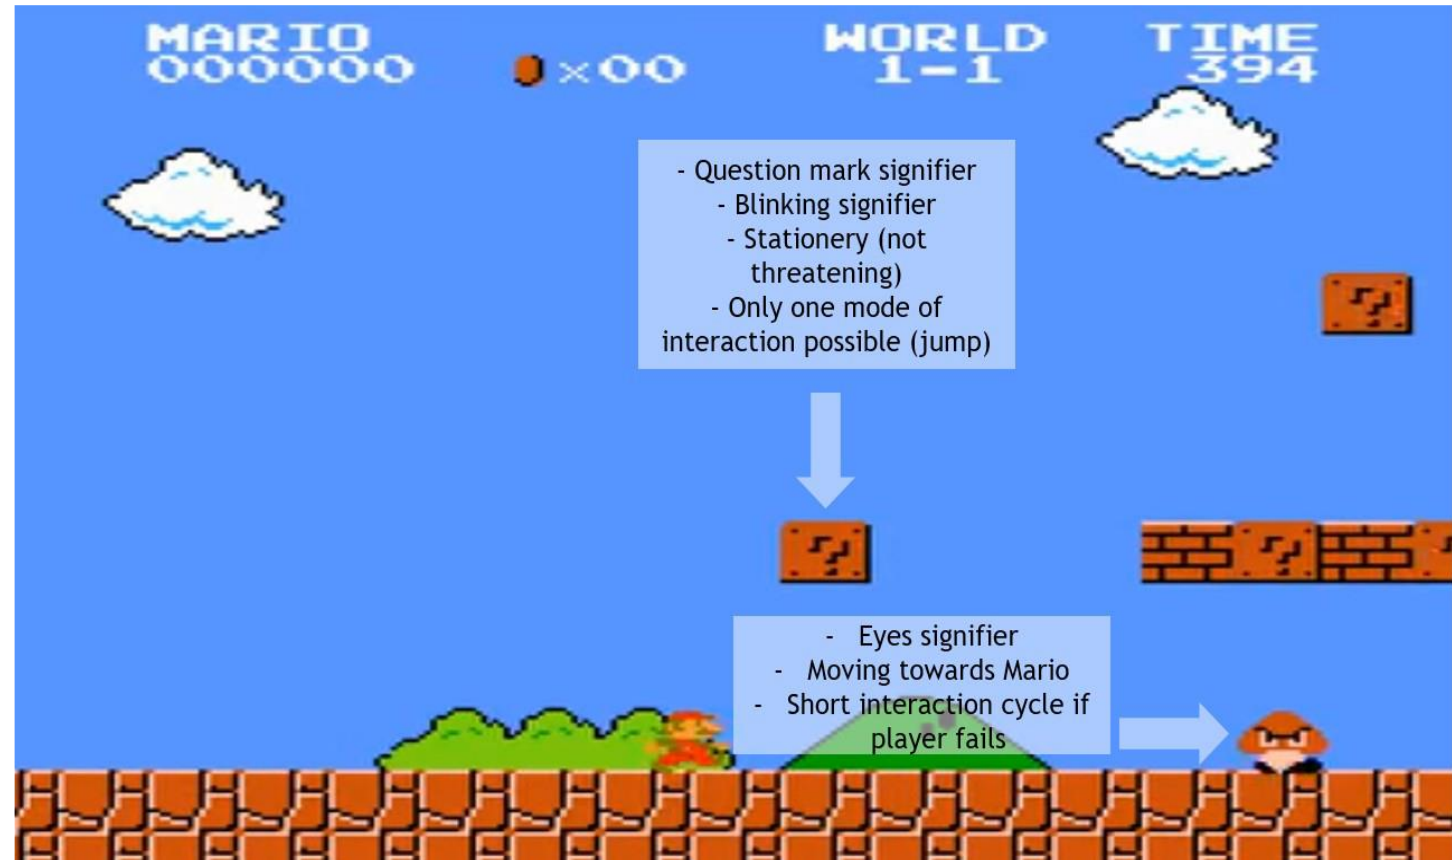 MARIO WORLD TIME
000000 ×00 1-1 394
- Question mark signifier
- Blinking signifier
- Stationery (not
threatening)
- Only one mode of
interaction possible (jump)
?
?
? ?
- Eyes signifier
- Moving towards Mario
- Short interaction cycle if
player fails